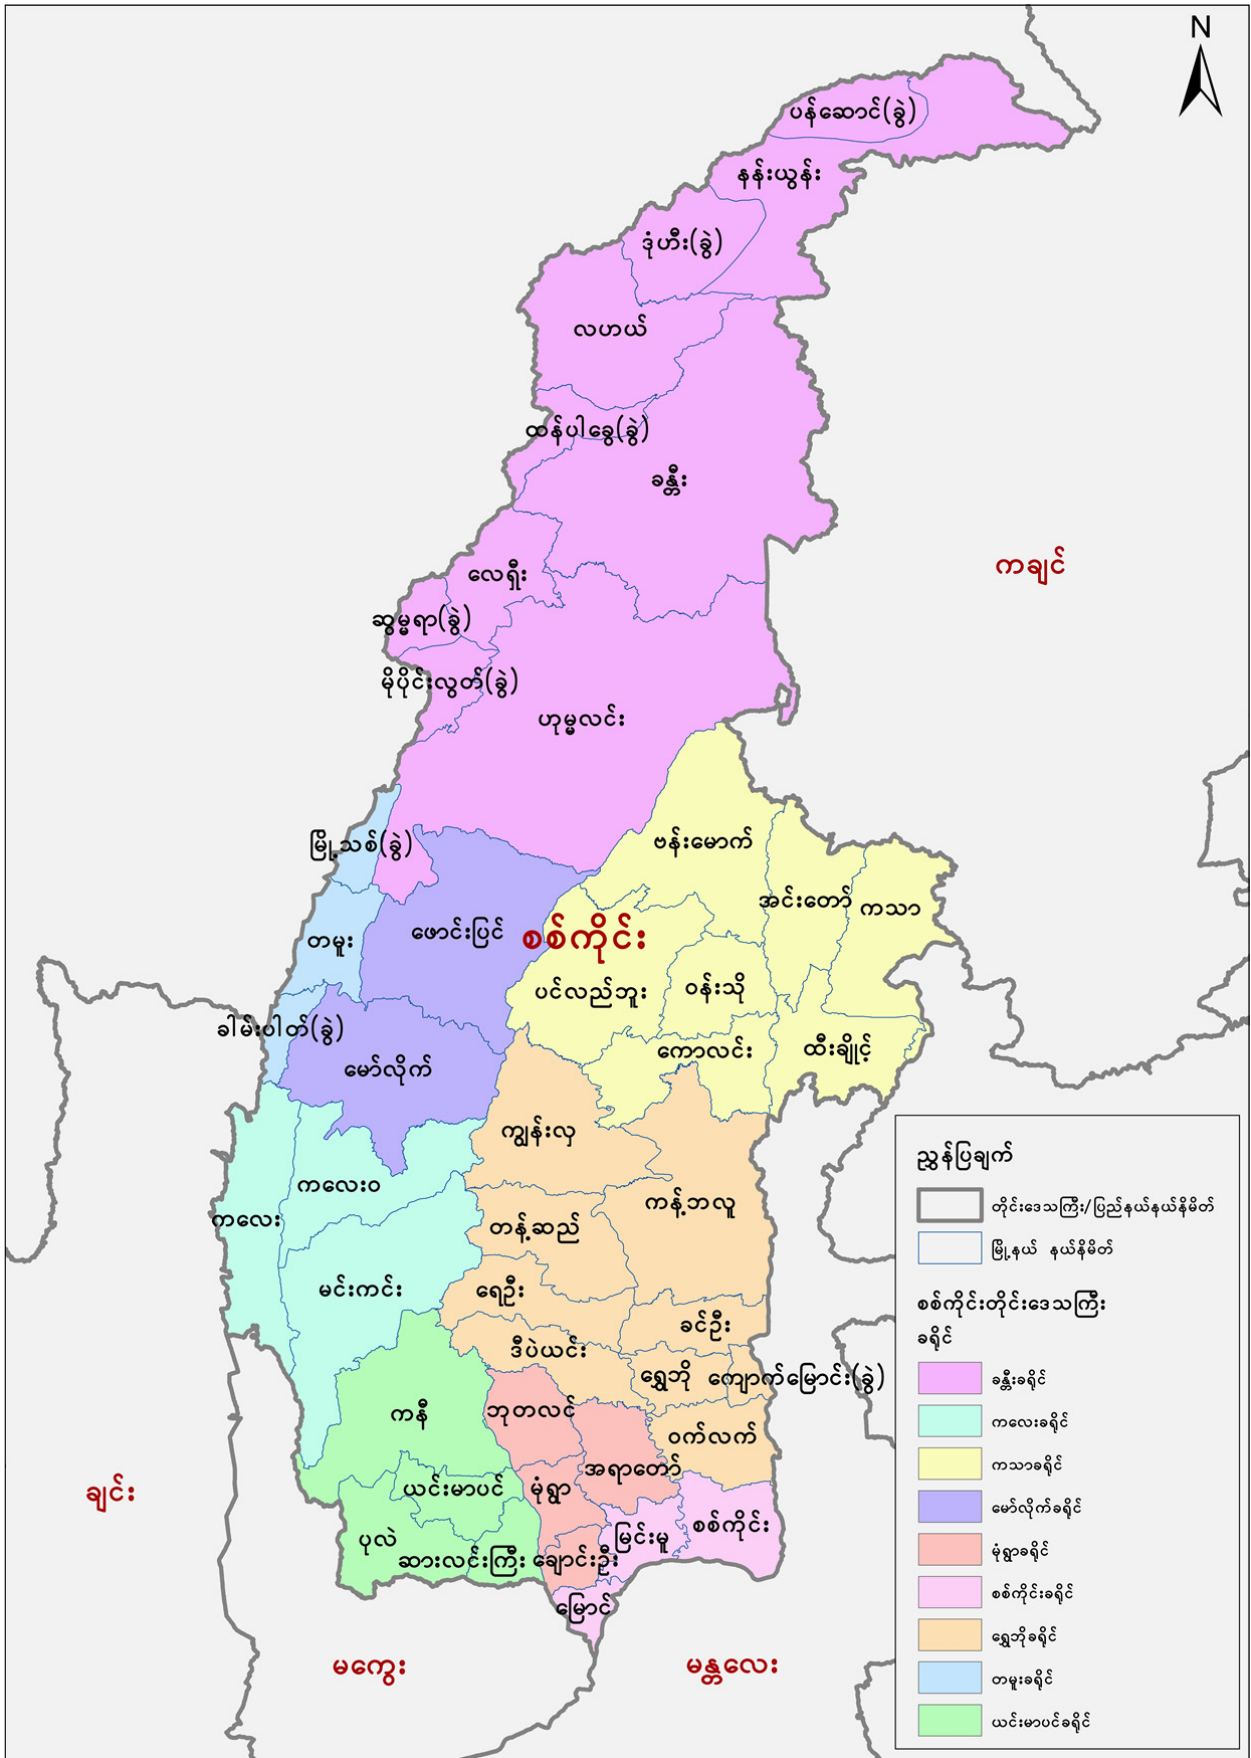 N
ပန်ဆောင်(ခွဲ)
နန်းယွန်း
ဒုံဟီး(ခွဲ)
လဟယ်
ထန်ပါခွေ(ခွဲ)
ခန္တီး
ကချင်
လေရှီး
ဆွမ္မရာ(ခွဲ)
မိုပိုင်းလွတ်(ခွဲ)
ဟုမ္မလင်း
မြို့သစ်(ခွဲ)
ဗန်းမောက်
အင်းတော်
ကသာ
တမူး
ဖောင်းပြင်
စစ်ကိုင်း
ပင်လည်ဘူး
ဝန်းသို
ခါမ်းပါတ်(ခွဲ)
မော်လိုက်
ကောလင်း
ထီးချိုင့်
ကျွန်းလှ
ကလေးဝ
ကန့်ဘလူ
ကလေး
တန့်ဆည်
မင်းကင်း
ရေဦး
ခင်ဦး
ဒီပဲယင်း
ရွှေဘို
ကျောက်မြောင်း(ခွဲ)
ကနီ
ဘုတလင်
ဝက်လက်
အရာတော်
ယင်းမာပင်
မုံရွာ
ချင်း
ပုလဲ
ဆားလင်းကြီး
ချောင်းဦး
မြင်းမူ
စစ်ကိုင်း
မြောင်
မကွေး
မန္တလေး
ညွှန်ပြချက်
တိုင်းဒေသကြီး/ပြည်နယ်နယ်နိမိတ်
မြို့နယ် နယ်နိမိတ်
စစ်ကိုင်းတိုင်းဒေသကြီး
ခရိုင်
ခန္တီးခရိုင်
ကလေးခရိုင်
ကသာခရိုင်
မော်လိုက်ခရိုင်
မုံရွာခရိုင်
စစ်ကိုင်းခရိုင်
ရွှေဘိုခရိုင်
တမူးခရိုင်
ယင်းမာပင်ခရိုင်